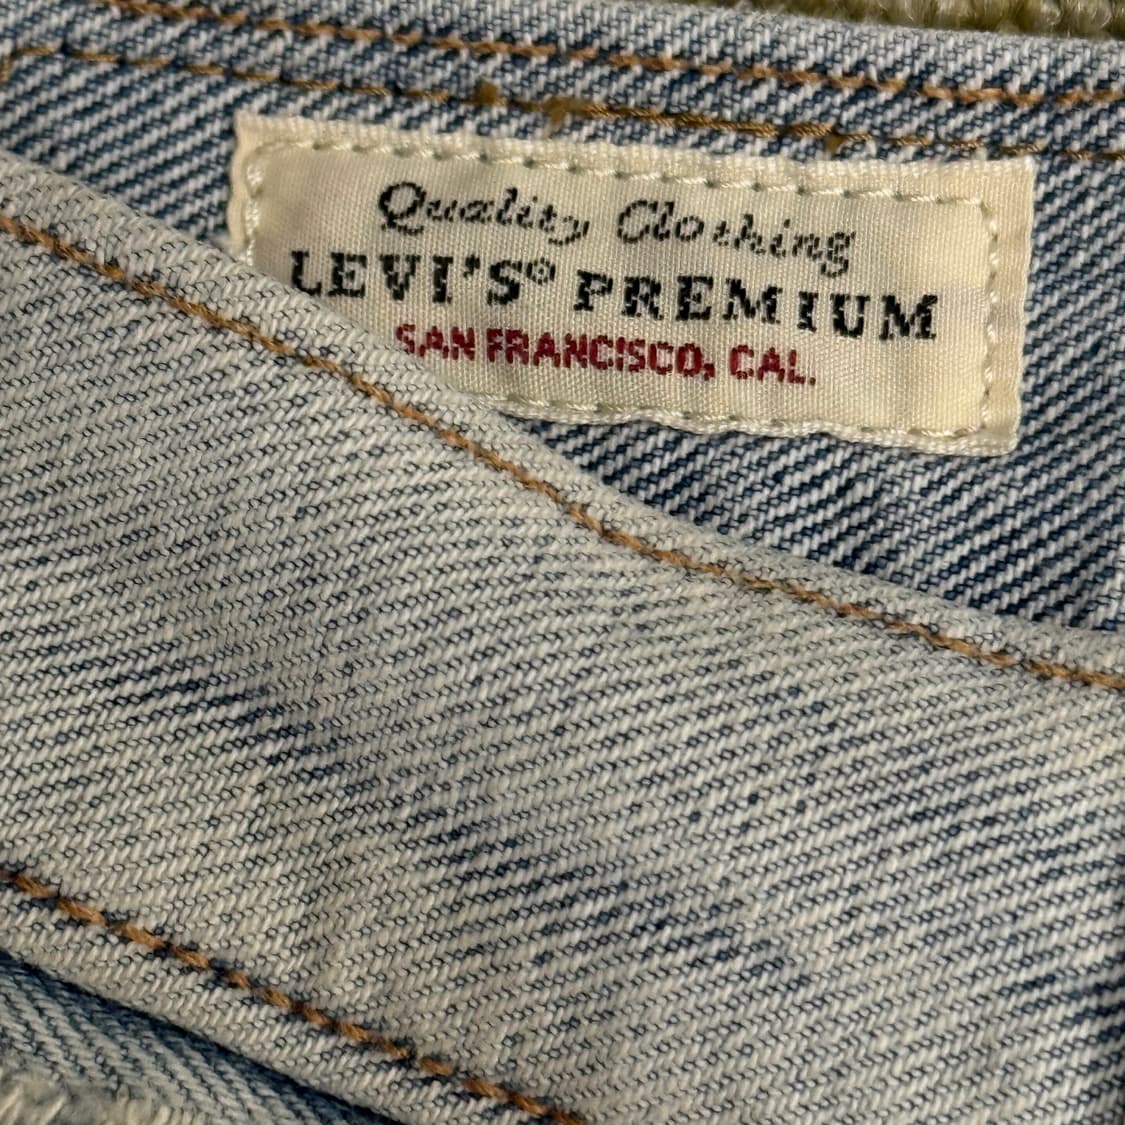 Quality Clothing
LEVI'S® PREMIUM
SAN FRANCISCO, CAL.